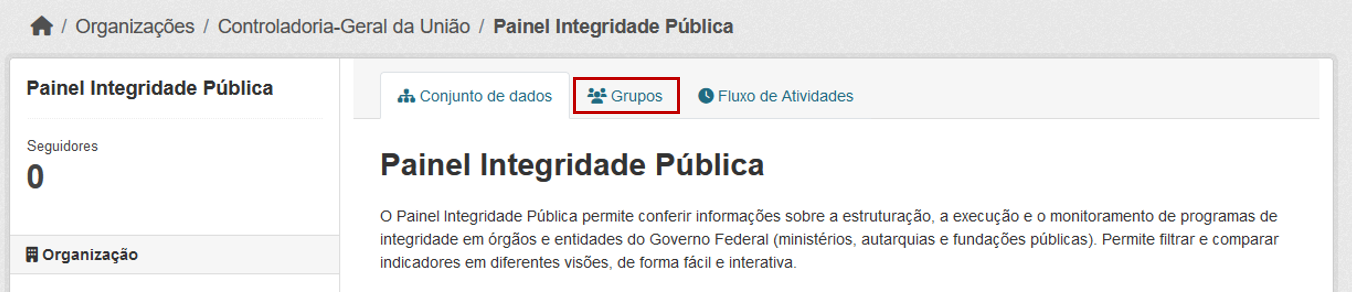 / Organizações / Controladoria-Geral da União / Painel Integridade Pública
Painel Integridade Pública
Seguidores
0
Organização
Conjunto de dados Grupos Fluxo de Atividades
Painel Integridade Pública
O Painel Integridade Pública permite conferir informações sobre a estruturação, a execução e o monitoramento de programas de
integridade em órgãos e entidades do Governo Federal (ministérios, autarquias e fundações públicas). Permite filtrar e comparar
indicadores em diferentes visões, de forma fácil e interativa.